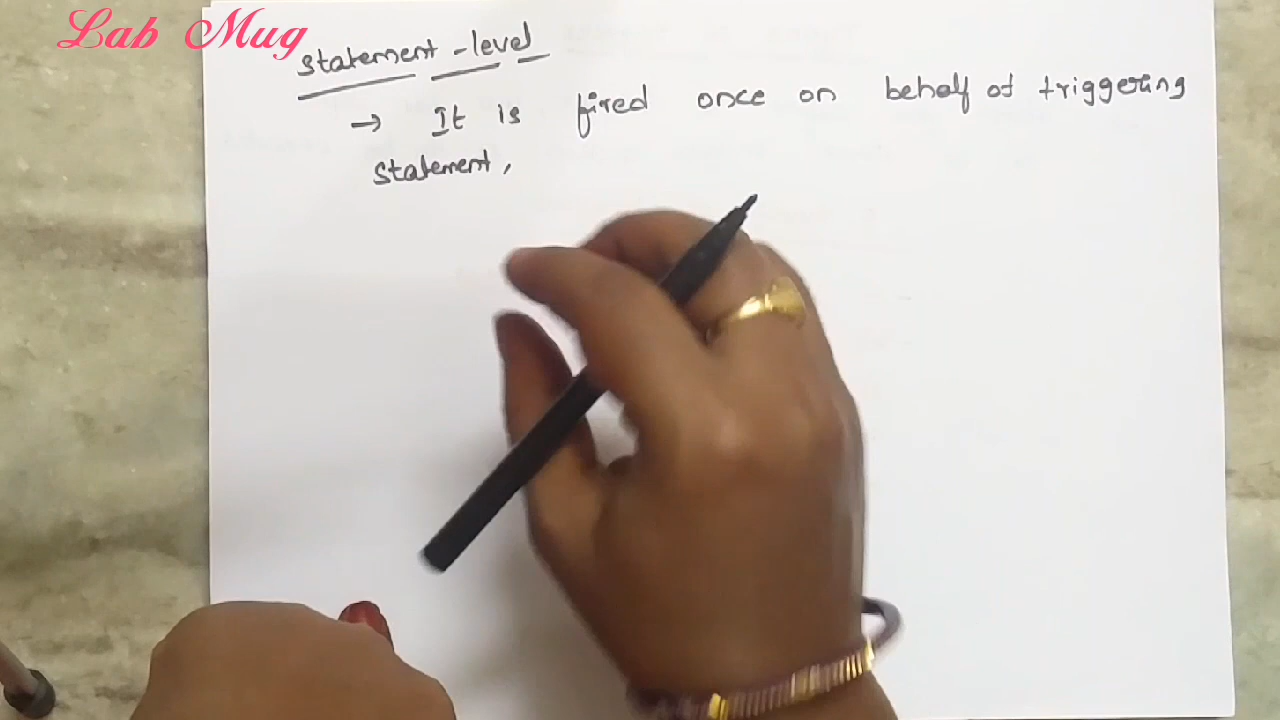 Lab Mug
Statement-level
→ It is fired once on behalf of triggering
Statement,